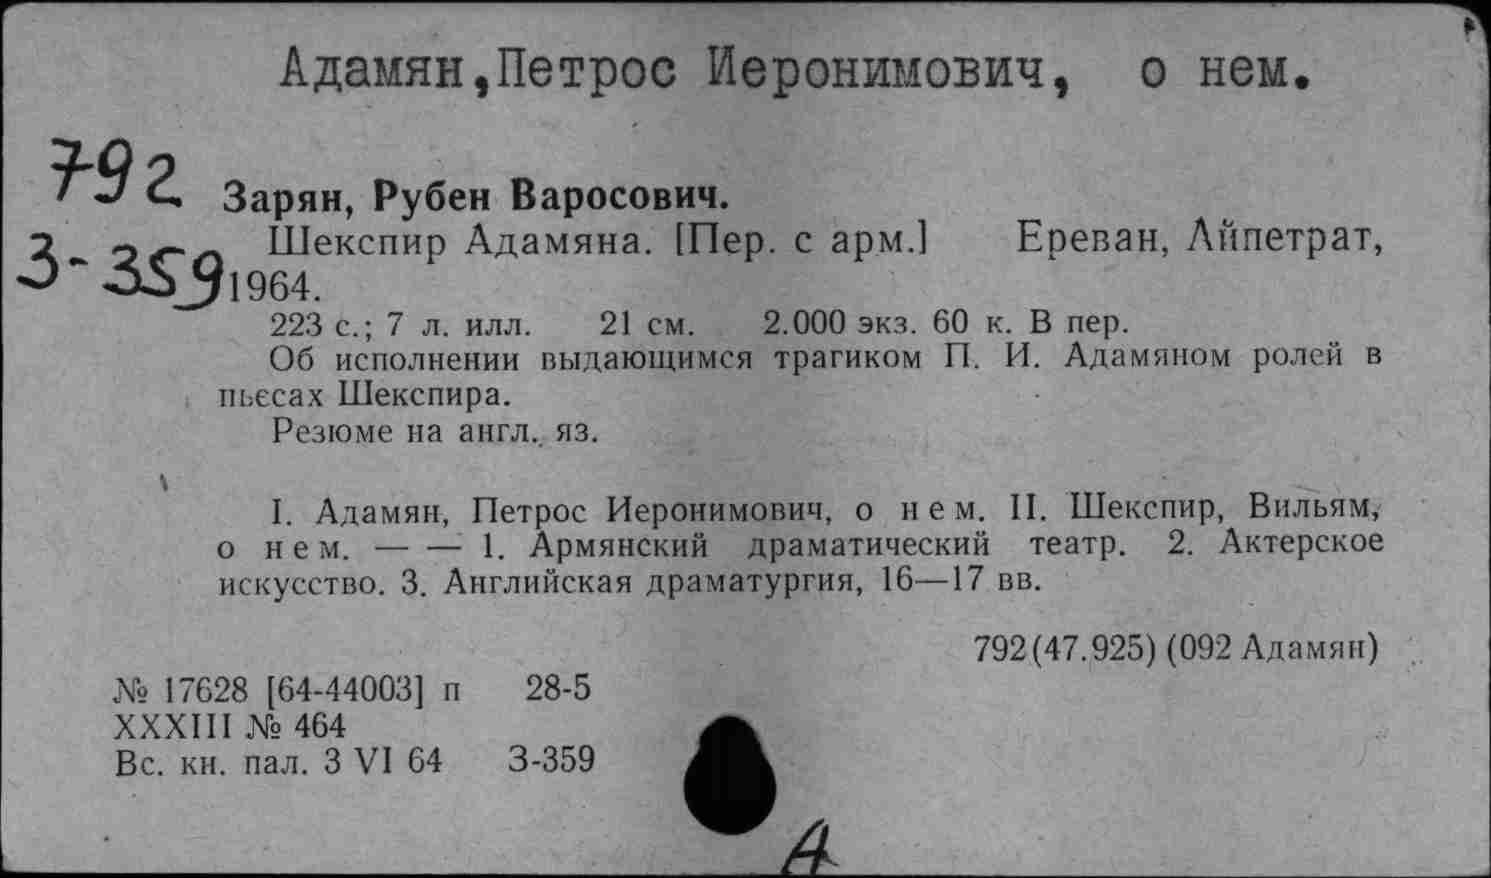 Адамян,Петрос Иеронимович, о нем.
792
З-359
Зарян, Рубен Варосович.
Шекспир Адамяна. [Пер. с арм.] Ереван, Айпетрат,
1964.
223 с.; 7 л. илл. 21 см. 2.000 экз. 60 к. В пер.
Об исполнении выдающимся трагиком П. И. Адамяном ролей в
пьесах Шекспира.
Резюме на англ. яз.
I. Адамян, Петрос Иеронимович, о нем. II. Шекспир, Вильям,
о нем. — — 1. Армянский драматический театр. 2. Актерское
искусство. 3. Английская драматургия, 16—17 вв.
792(47.925) (092 Адамян)
№ 17628 [64-44003] п 28-5
XXXIII № 464
Вс. кн. пал. 3 VI 64 З-359
А